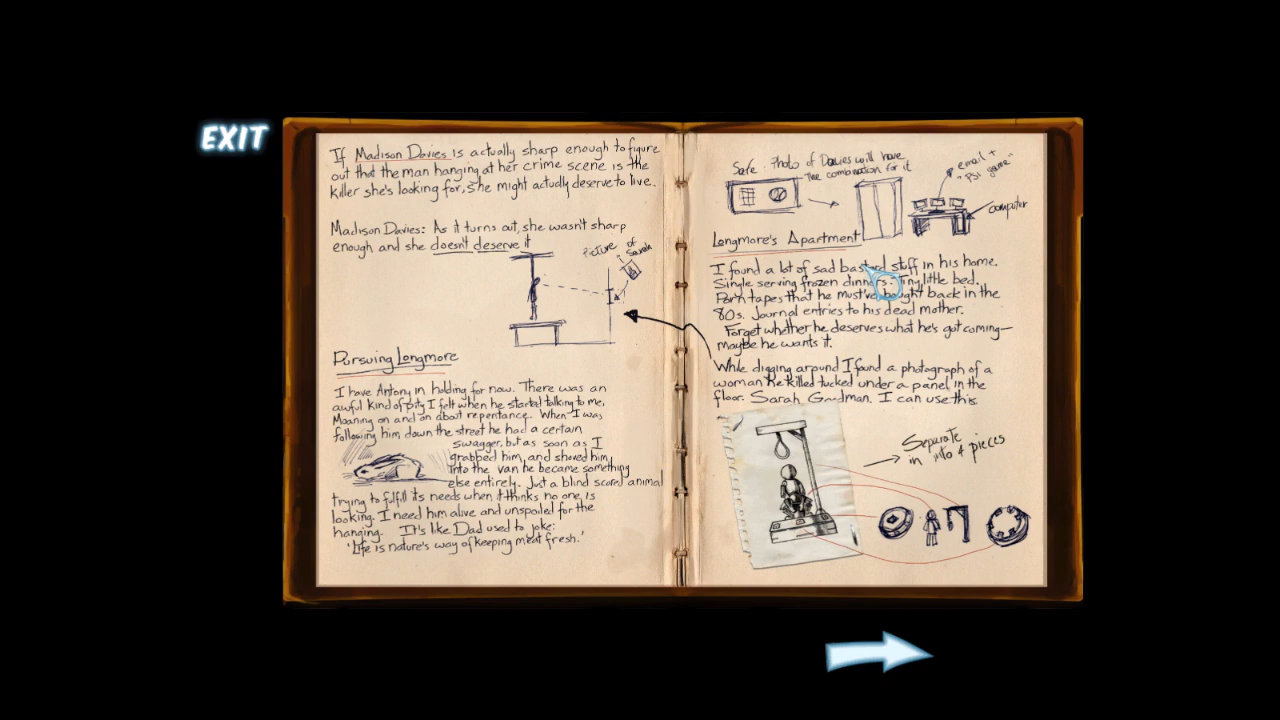 EXIT
If Madison Davies is actually sharp enough to figure
out that the man hanging at her crime scene is the
killer she's looking for, she might actually deserve to live.
Madison Davies: As it turns out, she wasn't sharp
enough and she doesn't deserve it
Picture of
Sarah
Pursuing Longmore
I have Antony in holding for now. There was an
awful kind of pity I felt when he started talking to me.
Moaning on and on about repentance. When I was
following him down the street he had a certain
swagger, but as soon as I
grabbed him, and shoved him
into the van he became something
else entirely. Just a blind scared animal
trying to fulfill its needs when it thinks no one is
looking. I need him alive and unspoiled for the
hanging. It's like Dad used to joke:
'Life is nature's way of keeping meat fresh.'
Safe - Photo of Davies will have
the combination for it
email +
"PSI game"
computer
Longmore's Apartment
I found a lot of sad bastard stuff in his home.
Single serving frozen dinners. Tiny little bed.
Porn tapes that he must've bought back in the
80s. Journal entries to his dead mother.
Forget whether he deserves what he's got coming—
maybe he wants it.
While digging around I found a photograph of a
woman he killed tucked under a panel in the
floor. Sarah Goodman. I can use this.
Separate
in into 4 pieces